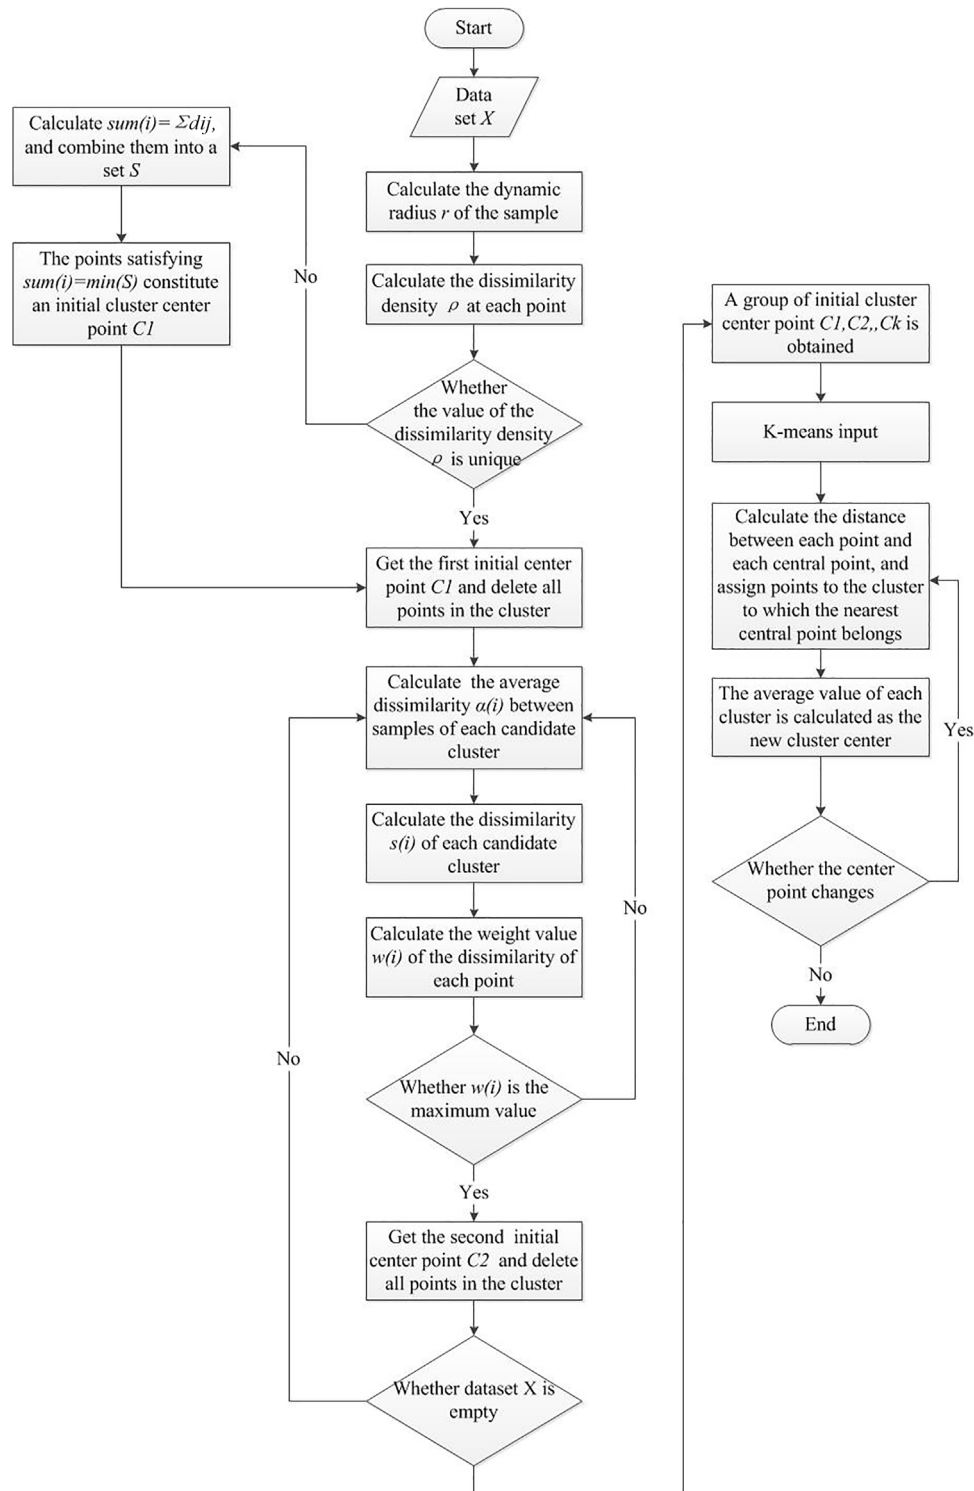 Start
Data
set X
Calculate sum(i)= Σdij,
and combine them into a
set S
Calculate the dynamic
radius r of the sample
The points satisfying
sum(i)=min(S) constitute
an initial cluster center
point C1
No
Calculate the dissimilarity
density ρ at each point
Whether
the value of the
dissimilarity density
ρ is unique
Yes
Get the first initial center
point C1 and delete all
points in the cluster
Calculate the average
dissimilarity α(i) between
samples of each candidate
cluster
Calculate the dissimilarity
s(i) of each candidate
cluster
No
Calculate the weight value
w(i) of the dissimilarity of
each point
No
Whether w(i) is the
maximum value
Yes
Get the second initial
center point C2 and delete
all points in the cluster
Whether dataset X is
empty
A group of initial cluster
center point C1,C2,,Ck is
obtained
K-means input
Calculate the distance
between each point and
each central point, and
assign points to the cluster
to which the nearest
central point belongs
The average value of each
cluster is calculated as the
new cluster center
Yes
Whether the center
point changes
No
End